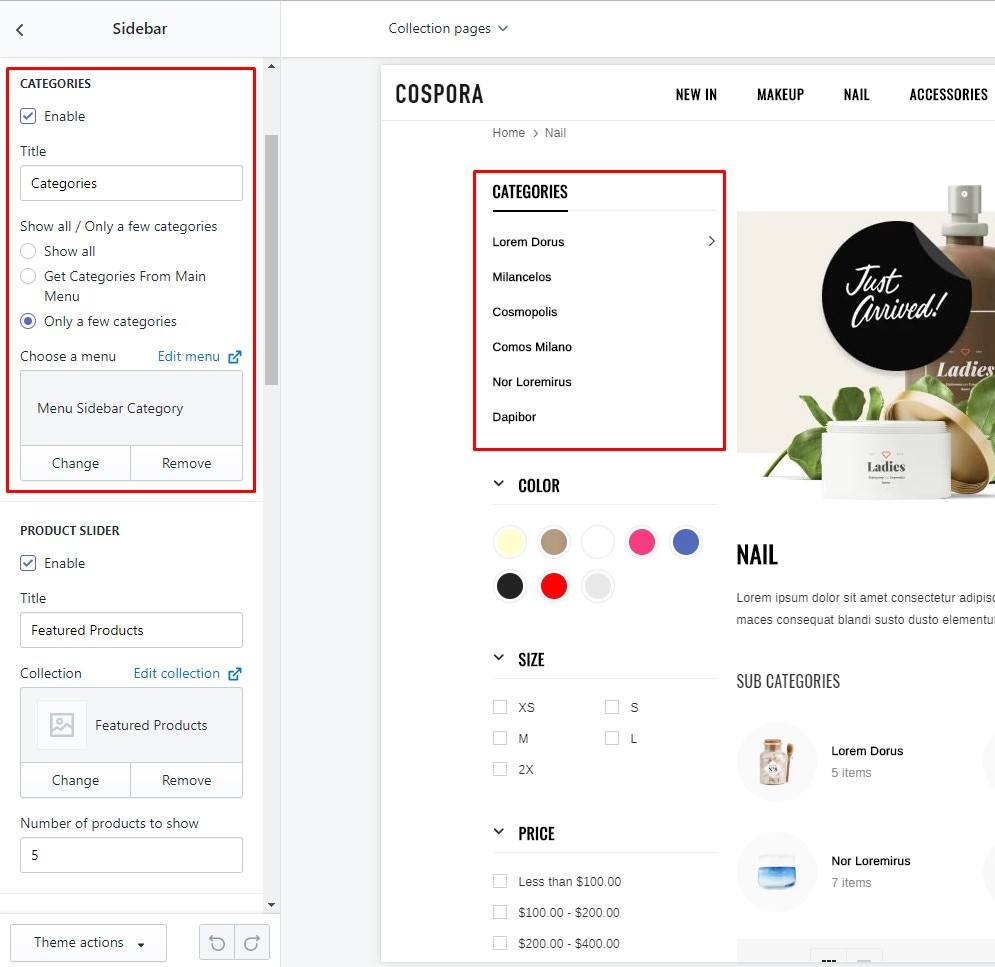 Sidebar
CATEGORIES
Enable
Title
Categories
Show all / Only a few categories
Show all
Get Categories From Main
Menu
Only a few categories
Choose a menu Edit menu
Menu Sidebar Category
Change Remove
PRODUCT SLIDER
Enable
Title
Featured Products
Collection Edit collection
Featured Products
Change Remove
Number of products to show
5
Theme actions
Collection pages
COSPORA NEW IN MAKEUP NAIL ACCESSORIES
Home > Nail
CATEGORIES
Lorem Dorus
Milancelos
Cosmopolis
Comos Milano
Nor Loremirus
Dapibor
COLOR
SIZE
XS S
M L
2X
PRICE
Less than $100.00
$100.00 - $200.00
$200.00 - $400.00
Just
Arrived!
Ladies
Ladies
NAIL
Lorem ipsum dolor sit amet consectetur adipis
maces consequat blandi susto dusto elementu
SUB CATEGORIES
Lorem Dorus
5 items
Nor Loremirus
7 items